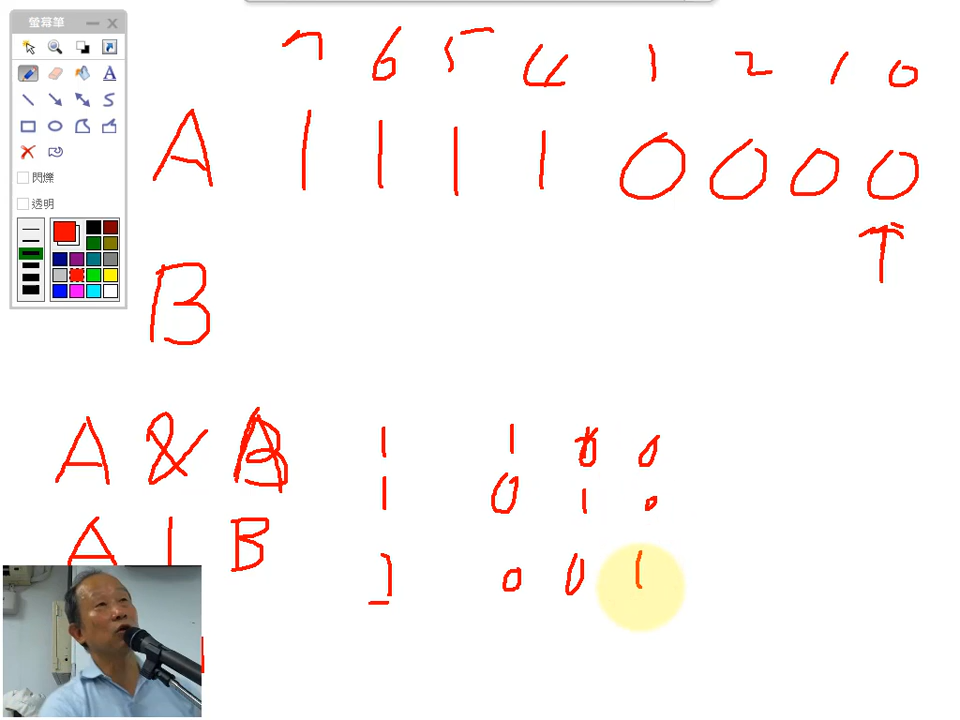 螢幕筆
7 6 5 4 1 2 1 0
A 1 1 1 1 0 0 0 0
閃爍
透明
B
A & B 1 1 0 0
1 0 1 0
A | B
1 0 0 1